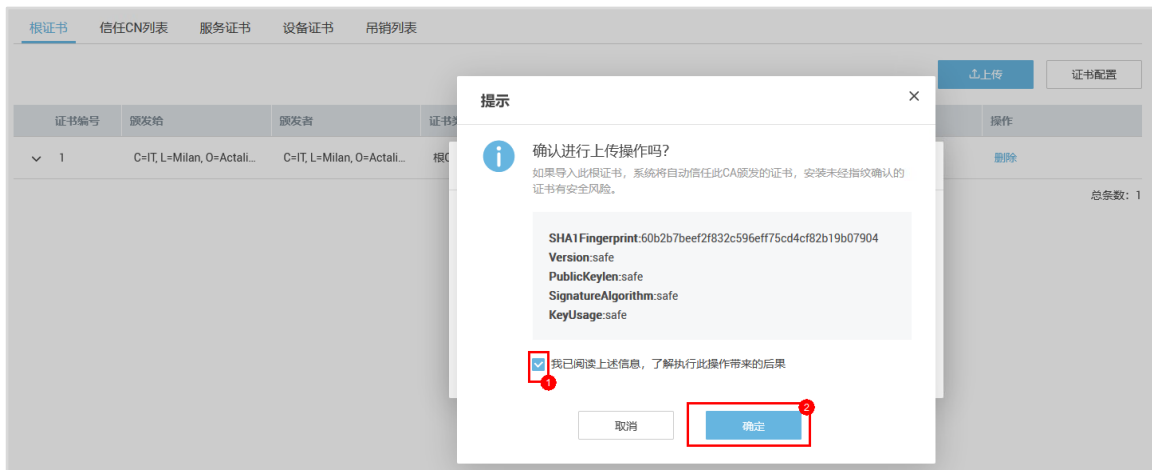 根证书 信任CN列表 服务证书 设备证书 吊销列表
上传 证书配置
提示
证书编号 颁发给 颁发者 操作
1 C=IT, L=Milan, O=Actali... C=IT, L=Milan, O=Actali... 删除
总条数：1
确认进行上传操作吗？
如果导入此根证书，系统将自动信任此CA颁发的证书，安装未经指纹确认的
证书有安全风险。
SHA1Fingerprint:60b2b7beef2f832c596eff75cd4cf82b19b07904
Version:safe
PublicKeylen:safe
SignatureAlgorithm:safe
KeyUsage:safe
我已阅读上述信息，了解执行此操作带来的后果
1
2
取消 确定